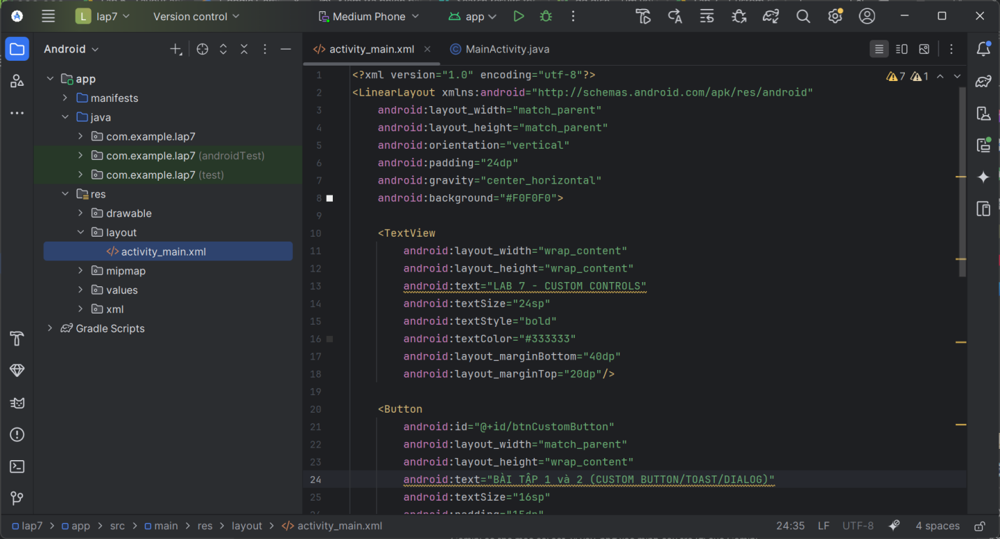 L lap7 Version control Medium Phone app
Android
activity_main.xml MainActivity.java
app
manifests
java
com.example.lap7
com.example.lap7 (androidTest)
com.example.lap7 (test)
res
drawable
layout
</> activity_main.xml
mipmap
values
xml
Gradle Scripts
7 1
1 <?xml version="1.0" encoding="utf-8"?>
2 <LinearLayout xmlns:android="http://schemas.android.com/apk/res/android"
3 android:layout_width="match_parent"
4 android:layout_height="match_parent"
5 android:orientation="vertical"
6 android:padding="24dp"
7 android:gravity="center_horizontal"
8 android:background="#F0F0F0">
9
10 <TextView
11 android:layout_width="wrap_content"
12 android:layout_height="wrap_content"
13 android:text="LAB 7 - CUSTOM CONTROLS"
14 android:textSize="24sp"
15 android:textStyle="bold"
16 android:textColor="#333333"
17 android:layout_marginBottom="40dp"
18 android:layout_marginTop="20dp"/>
19
20 <Button
21 android:id="@+id/btnCustomButton"
22 android:layout_width="match_parent"
23 android:layout_height="wrap_content"
24 android:text="BÀI TẬP 1 và 2 (CUSTOM BUTTON/TOAST/DIALOG)"
25 android:textSize="16sp"
android:padding="15dp"
lap7 > app > src > main > res > layout > </> activity_main.xml
24:35 LF UTF-8 4 spaces